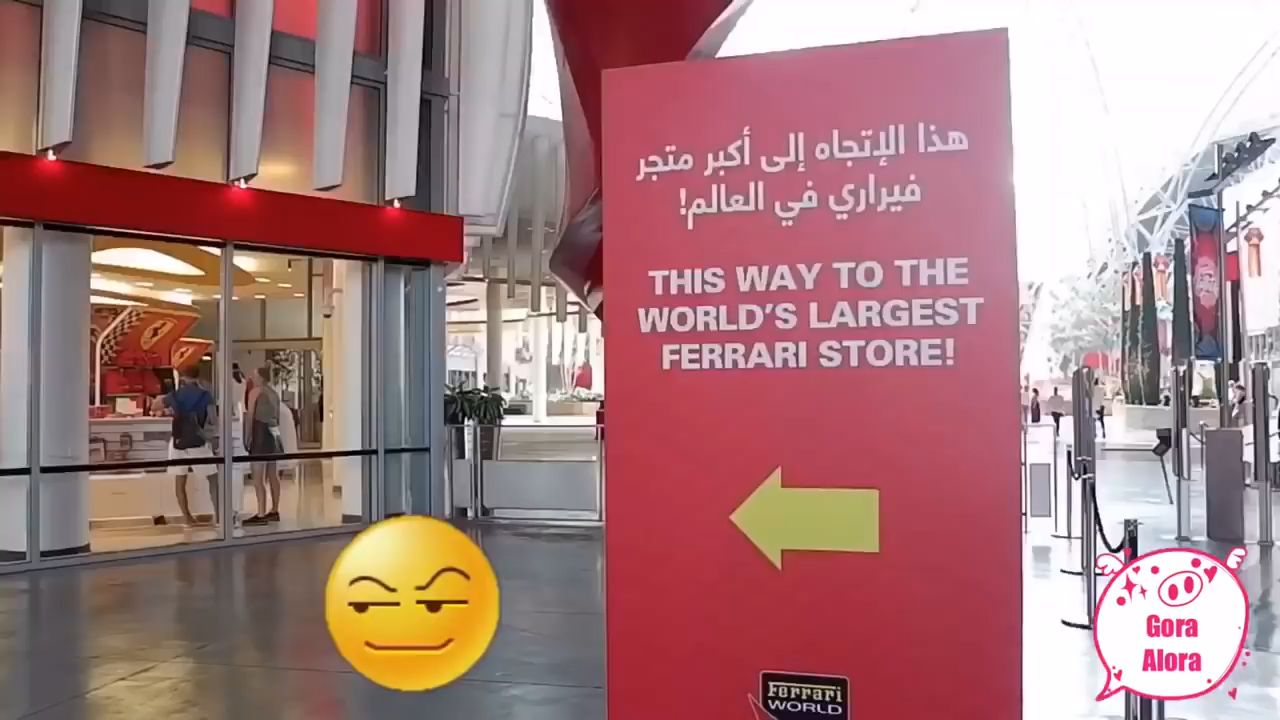 هذا الإتجاه إلى أكبر متجر
فيراري في العالم!
THIS WAY TO THE
WORLD'S LARGEST
FERRARI STORE!
Ferrari
WORLD
Gora
Alora